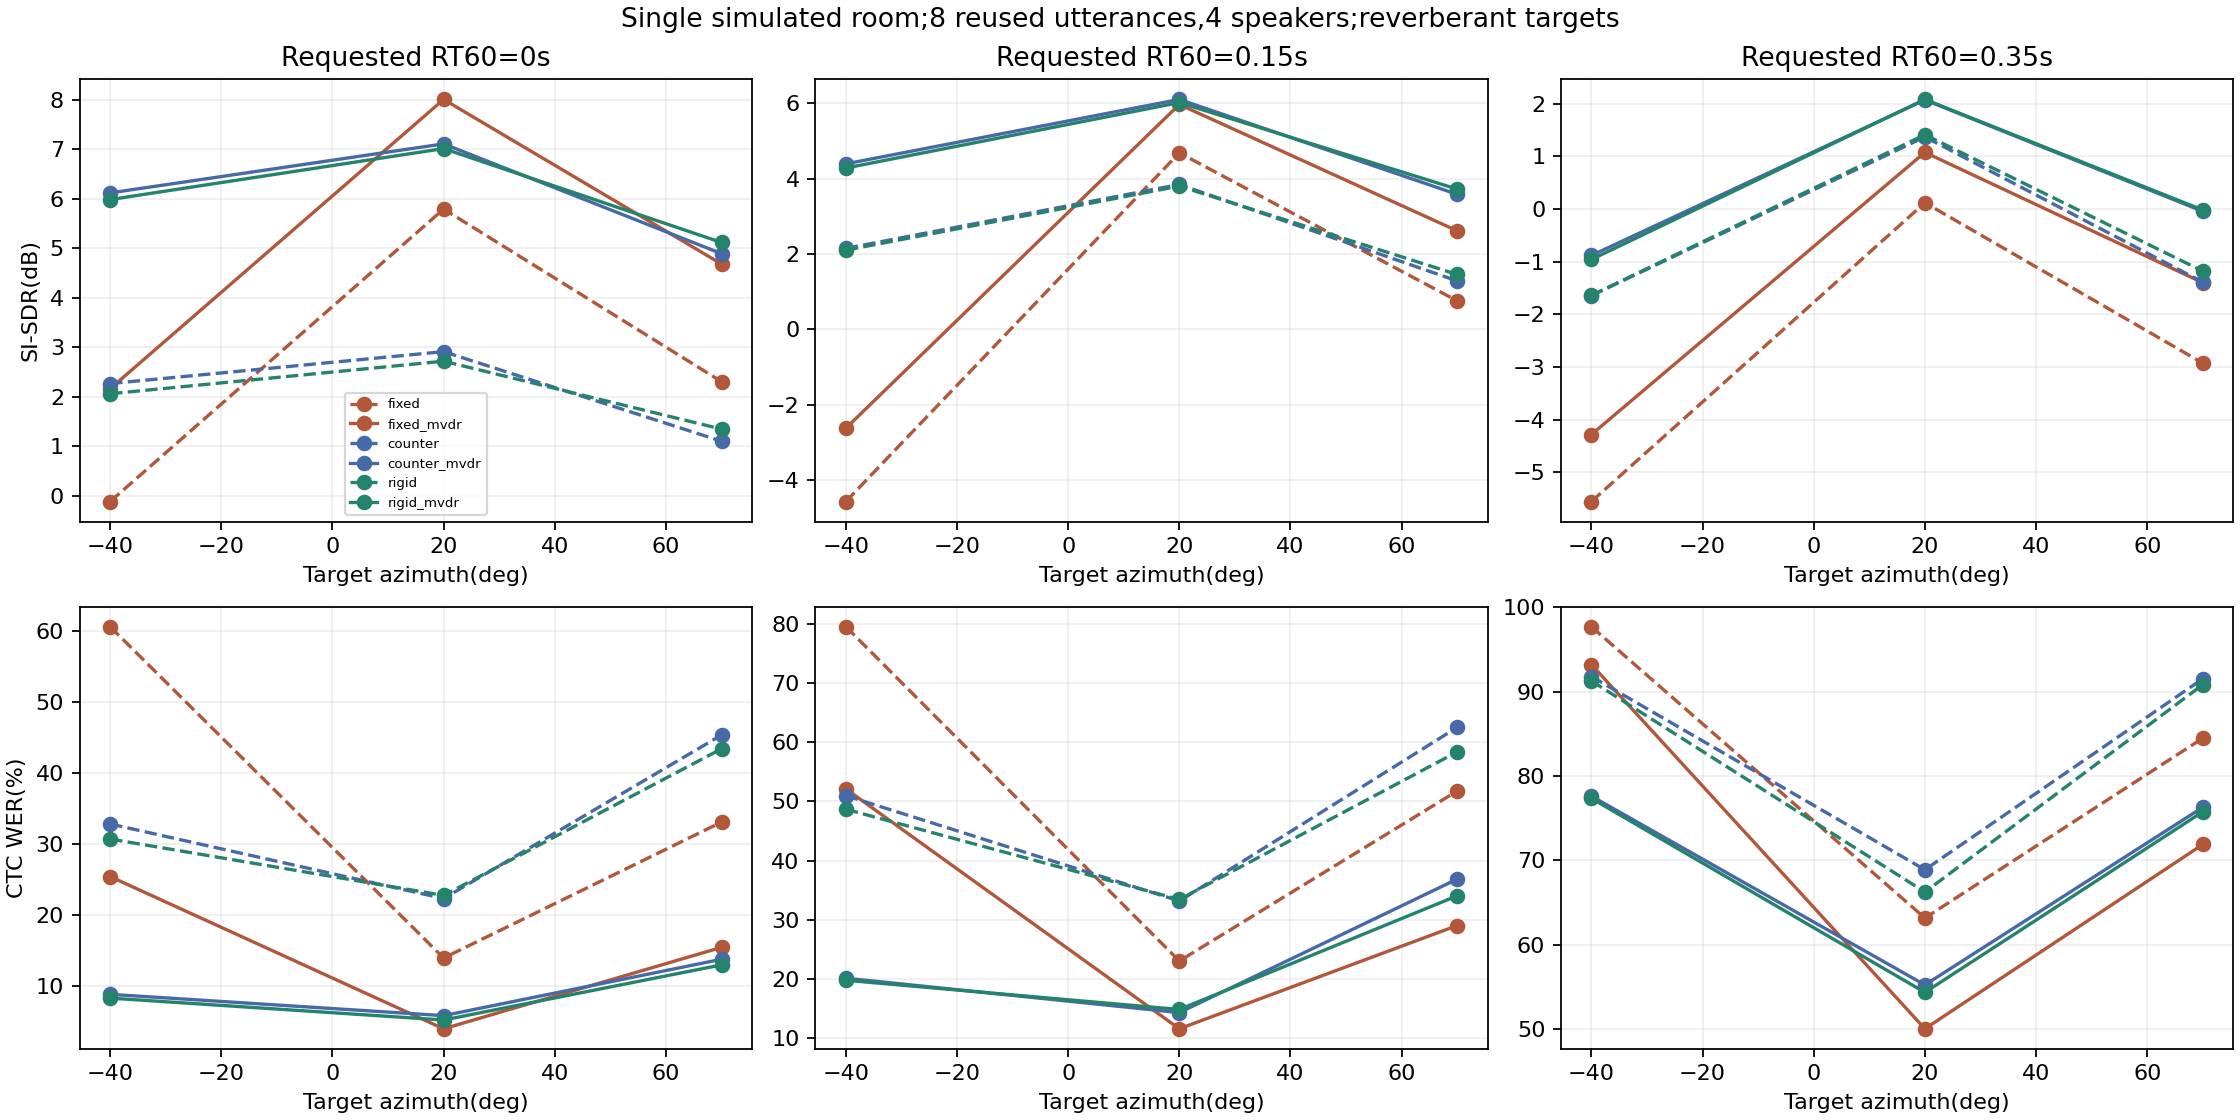 Single simulated room;8 reused utterances,4 speakers;reverberant targets
Requested RT60=0s
Requested RT60=0.15s
Requested RT60=0.35s
SI-SDR(dB)
8
7
6
5
4
3
2
1
0
fixed
fixed_mvdr
counter
counter_mvdr
rigid
rigid_mvdr
−40 −20 0 20 40 60
Target azimuth(deg)
6
4
2
0
−2
−4
−40 −20 0 20 40 60
Target azimuth(deg)
2
1
0
−1
−2
−3
−4
−5
−40 −20 0 20 40 60
Target azimuth(deg)
CTC WER(%)
60
50
40
30
20
10
−40 −20 0 20 40 60
Target azimuth(deg)
80
70
60
50
40
30
20
10
−40 −20 0 20 40 60
Target azimuth(deg)
100
90
80
70
60
50
−40 −20 0 20 40 60
Target azimuth(deg)